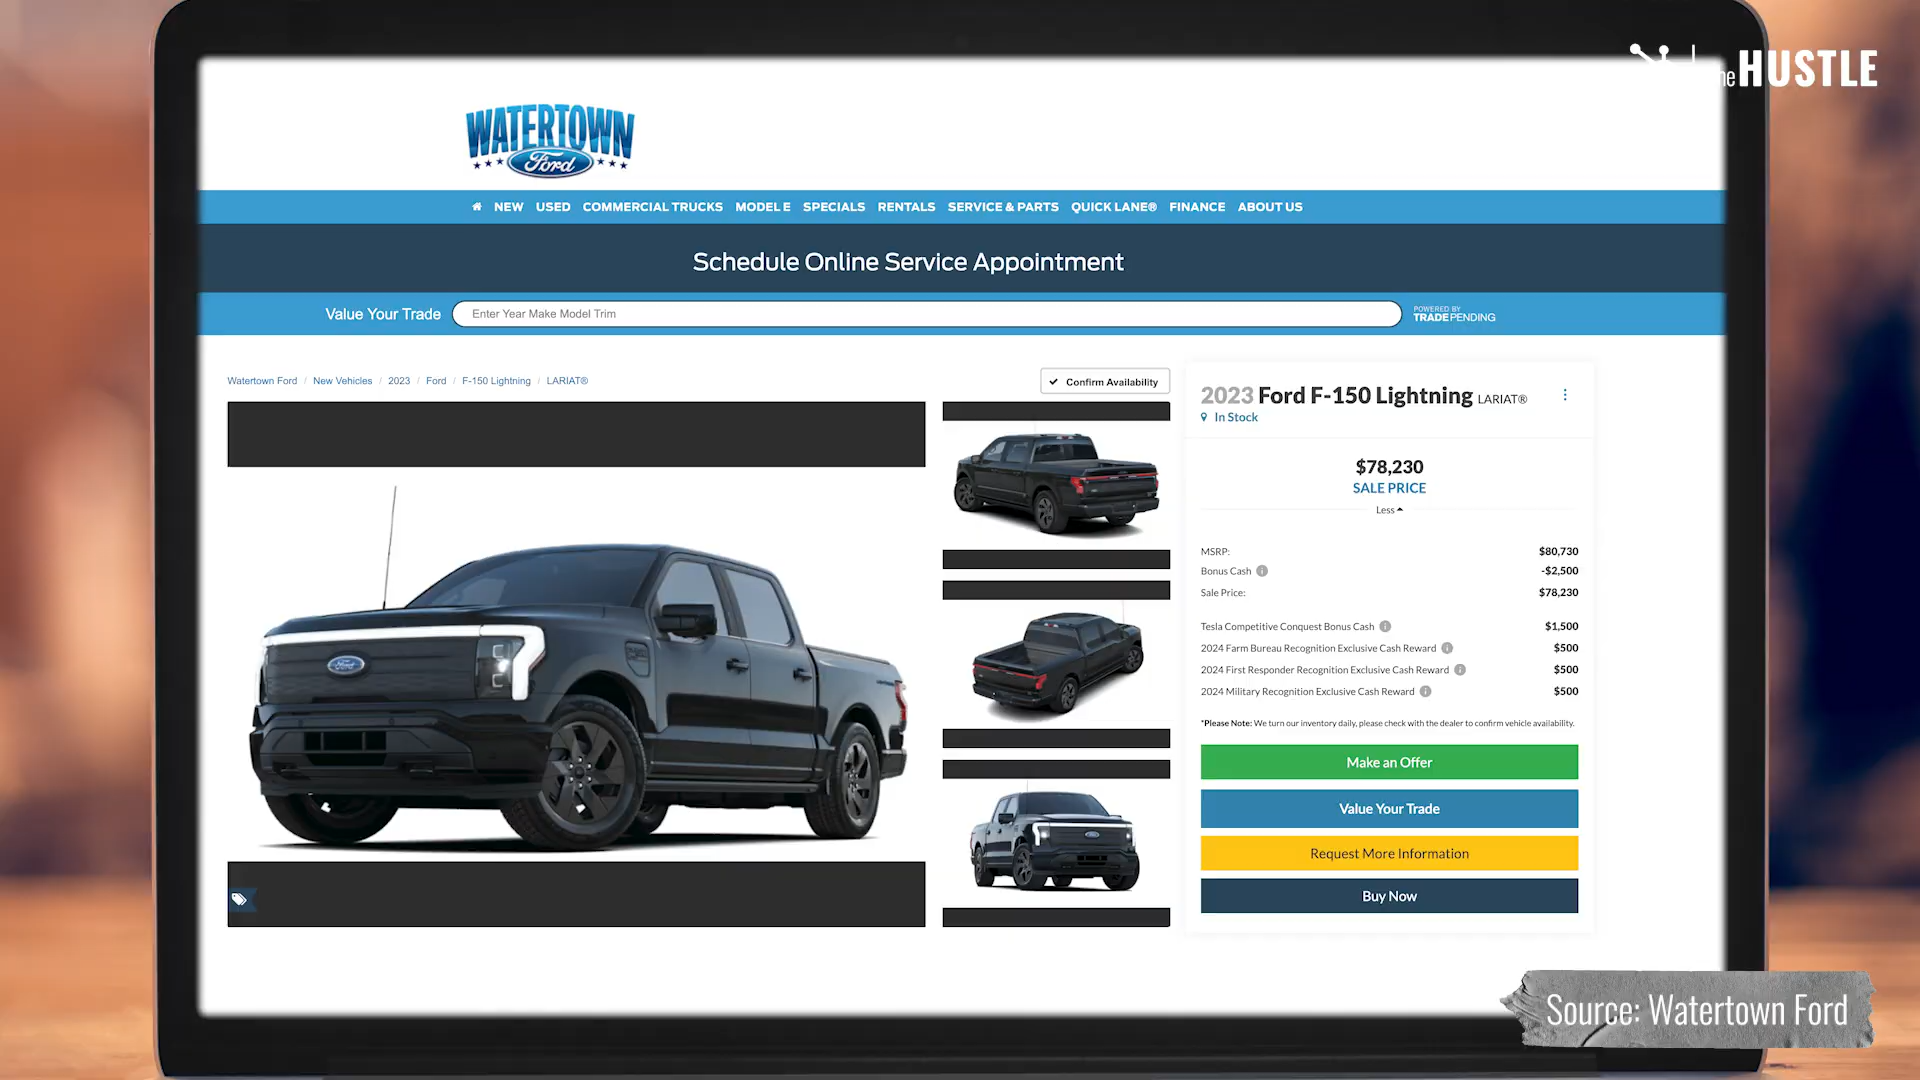 the HUSTLE
WATERTOWN
Ford
NEW USED COMMERCIAL TRUCKS MODEL E SPECIALS RENTALS SERVICE & PARTS QUICK LANE® FINANCE ABOUT US
Schedule Online Service Appointment
Value Your Trade Enter Year Make Model Trim POWERED BY
TRADEPENDING
Watertown Ford / New Vehicles / 2023 / Ford / F-150 Lightning / LARIAT®
Confirm Availability
2023 Ford F-150 Lightning LARIAT®
In Stock
$78,230
SALE PRICE
Less
MSRP: $80,730
Bonus Cash -$2,500
Sale Price: $78,230
Tesla Competitive Conquest Bonus Cash $1,500
2024 Farm Bureau Recognition Exclusive Cash Reward $500
2024 First Responder Recognition Exclusive Cash Reward $500
2024 Military Recognition Exclusive Cash Reward $500
*Please Note: We turn our inventory daily, please check with the dealer to confirm vehicle availability.
Make an Offer
Value Your Trade
Request More Information
Buy Now
Ford
Source: Watertown Ford